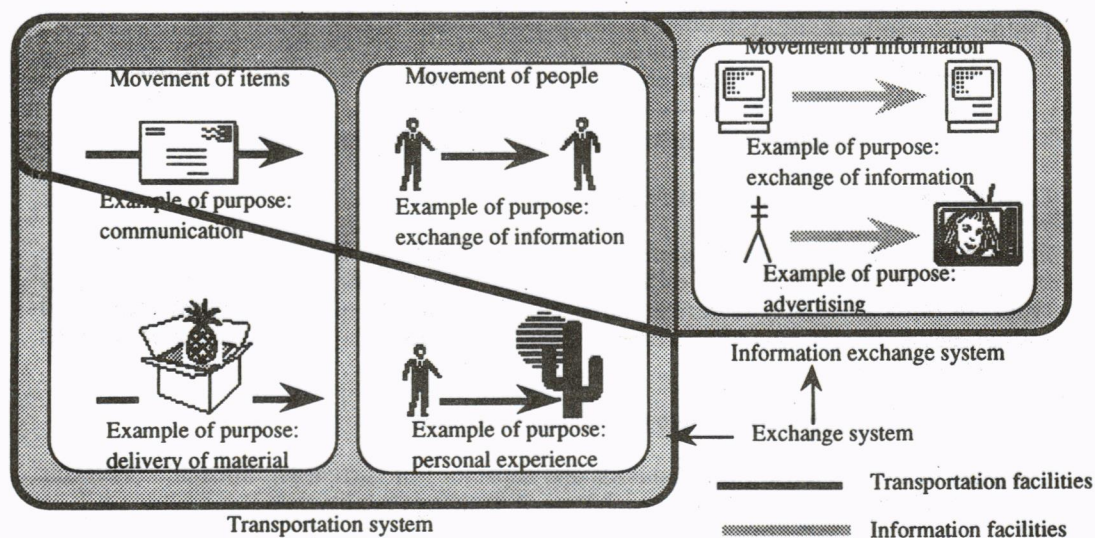 Movement of items
Example of purpose:
communication
Example of purpose:
delivery of material
Movement of people
Example of purpose:
exchange of information
Example of purpose:
personal experience
Movement of information
Example of purpose:
exchange of information
Example of purpose:
advertising
Information exchange system
Exchange system
Transportation system
Transportation facilities
Information facilities